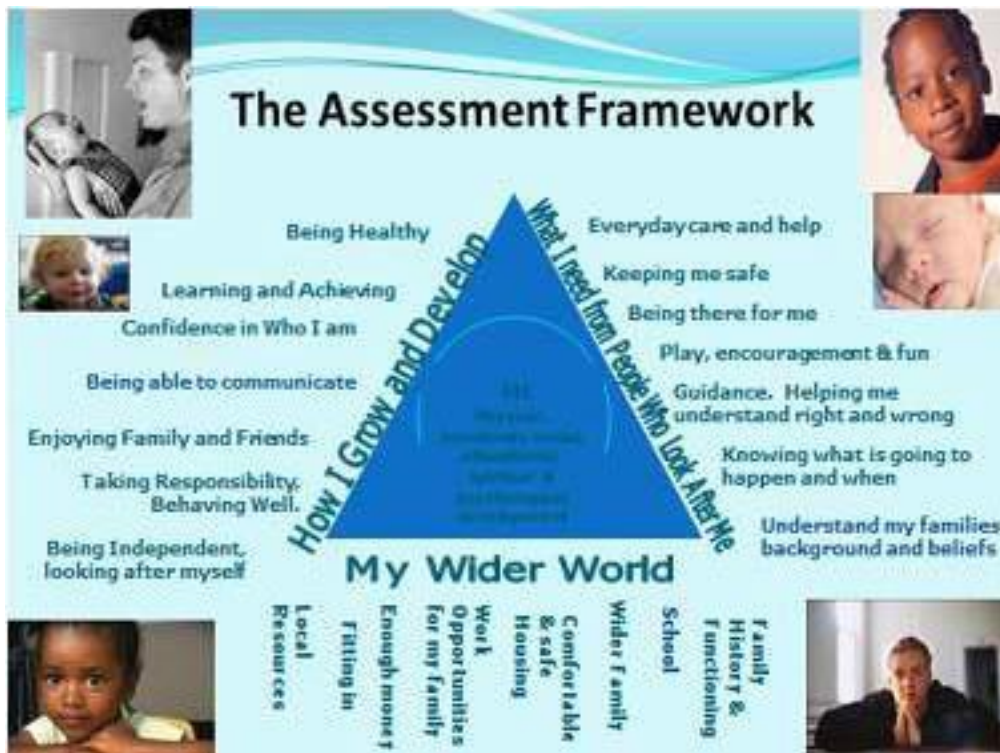 The Assessment Framework
Being Healthy
Learning and Achieving
Confidence in Who I am
Being able to communicate
Enjoying Family and Friends
Taking Responsibility.
Behaving Well.
Being Independent,
looking after myself
How I Grow and Develop
What I need from People Who Look After Me
Everyday care and help
Keeping me safe
Being there for me
Play, encouragement & fun
Guidance. Helping me
understand right and wrong
Knowing what is going to
happen and when
Understand my families
background and beliefs
My Wider World
Local
Resources
Fitting in
Enough money
Work
Opportunities
for my family
Comfortable
& safe
Housing
Wider Family
School
Family
History &
Functioning